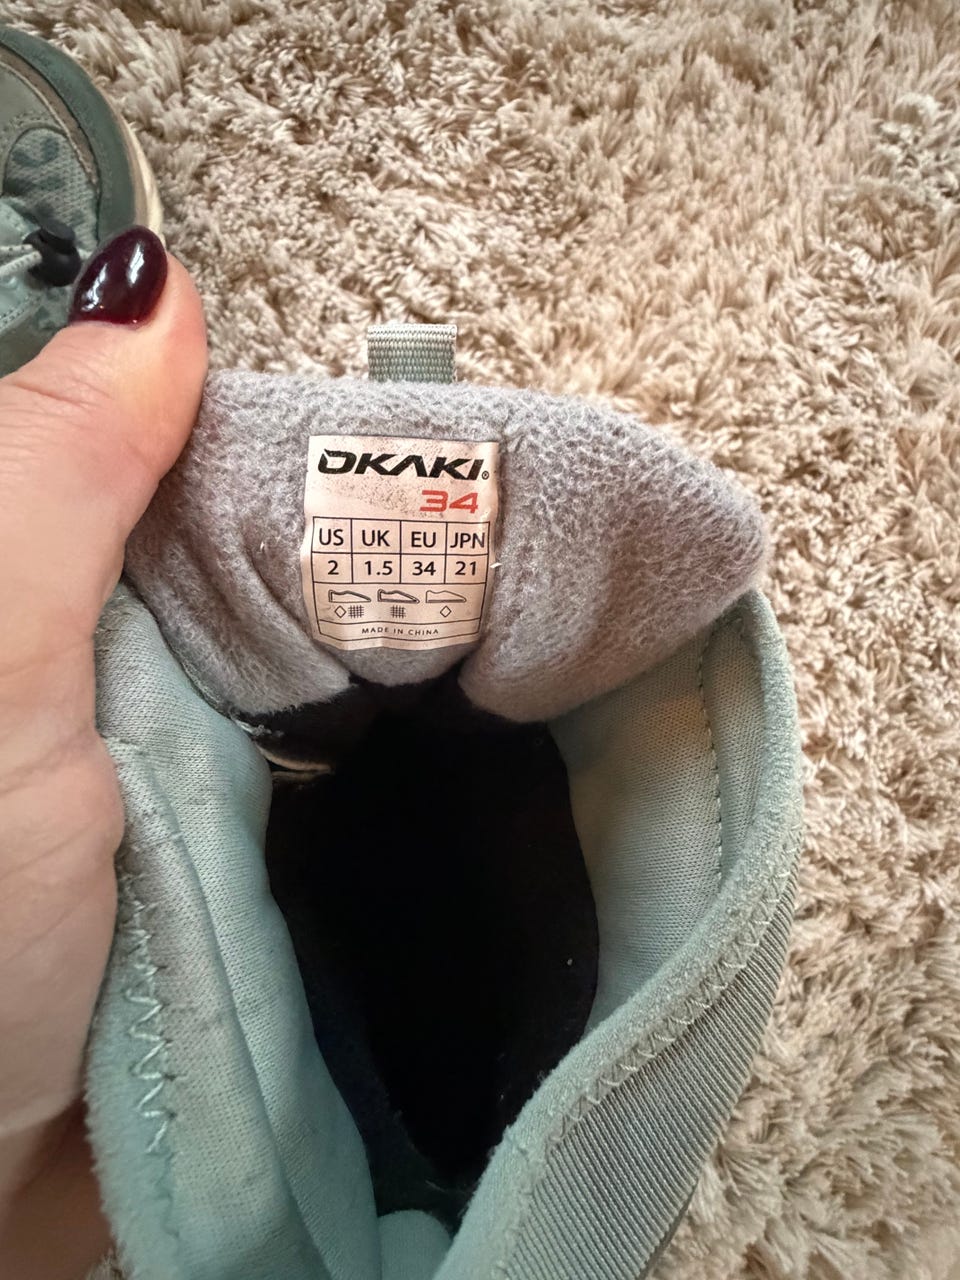 OKAKI®
34
US UK EU JPN
2 1.5 34 21
MADE IN CHINA